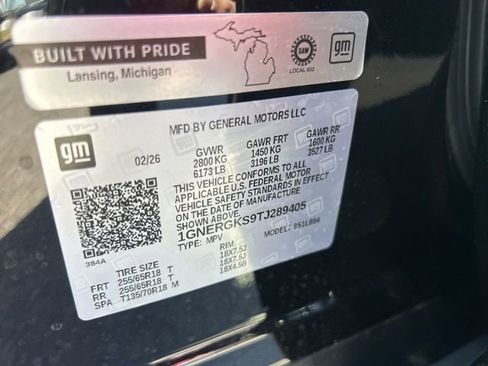 BUILT WITH PRIDE
Lansing, Michigan
UAW
LOCAL 602
gm
gm
MFD BY GENERAL MOTORS LLC
02/26
GVWR GAWR FRT GAWR RR
2800 KG 1450 KG 1600 KG
6173 LB 3196 LB 3527 LB
THIS VEHICLE CONFORMS TO ALL
APPLICABLE U.S. FEDERAL MOTOR
VEHICLE SAFETY STANDARDS IN EFFECT
ON THE DATE OF MANUFACTURE
SHOWN ABOVE.
1GNERGKS9TJ289405
TYPE: MPV MODEL:
384A
TIRE SIZE RIM
FRT 255/65R18 T 18X7.5J
RR 255/65R18 T 18X7.5J
SPA T135/70R18 M 18X4.5B